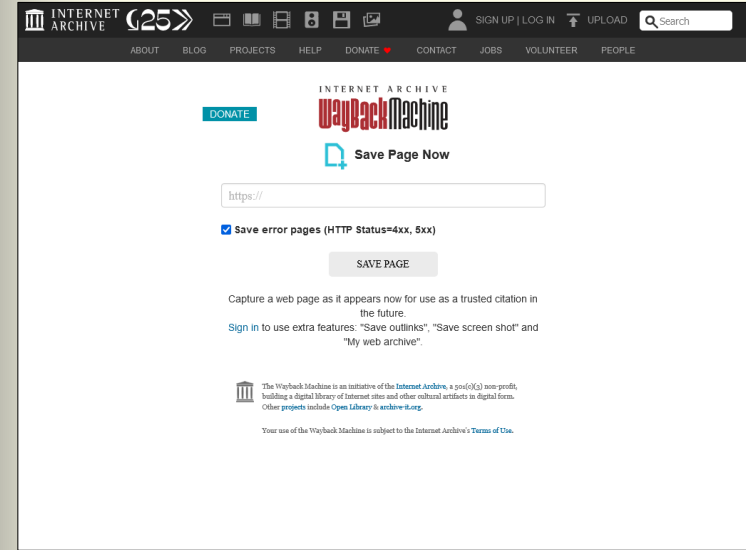 INTERNET ARCHIVE 25
SIGN UP | LOG IN UPLOAD Search
ABOUT BLOG PROJECTS HELP DONATE CONTACT JOBS VOLUNTEER PEOPLE
INTERNET ARCHIVE
DONATE
WayBackMachine
Save Page Now
https://
Save error pages (HTTP Status=4xx, 5xx)
SAVE PAGE
Capture a web page as it appears now for use as a trusted citation in
the future.
Sign in to use extra features: "Save outlinks", "Save screen shot" and
"My web archive".
The Wayback Machine is an initiative of the Internet Archive, a 501(c)(3) non-profit,
building a digital library of Internet sites and other cultural artifacts in digital form.
Other projects include Open Library & archive-it.org.
Your use of the Wayback Machine is subject to the Internet Archive's Terms of Use.